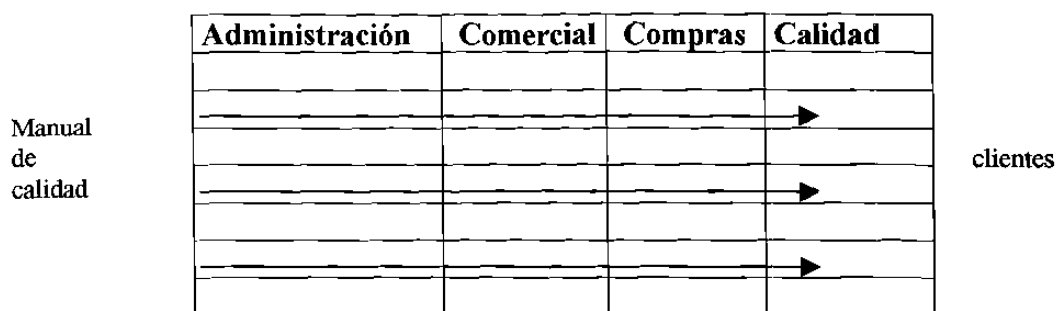 Administración Comercial Compras Calidad
Manual
de
calidad
clientes